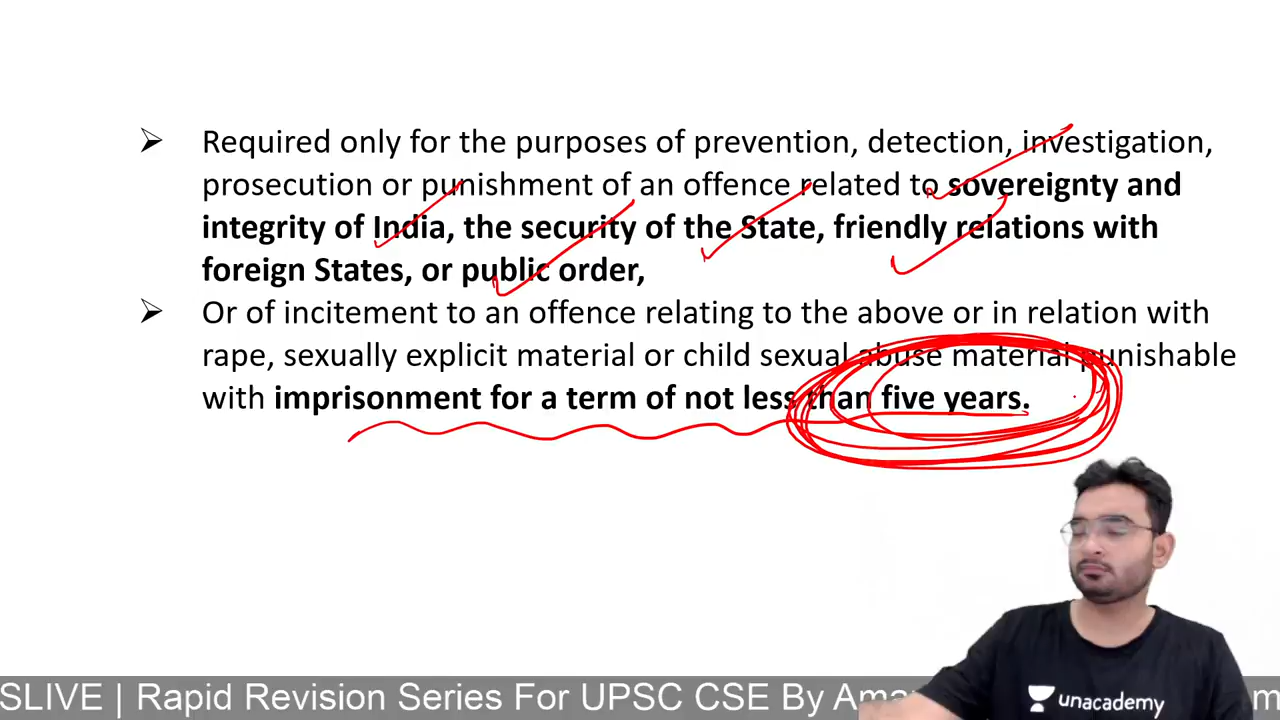 Required only for the purposes of prevention, detection, investigation,
prosecution or punishment of an offence related to sovereignty and
integrity of India, the security of the State, friendly relations with
foreign States, or public order,
Or of incitement to an offence relating to the above or in relation with
rape, sexually explicit material or child sexual abuse material punishable
with imprisonment for a term of not less than five years.
unacademy
SLIVE | Rapid Revision Series For UPSC CSE By Ama